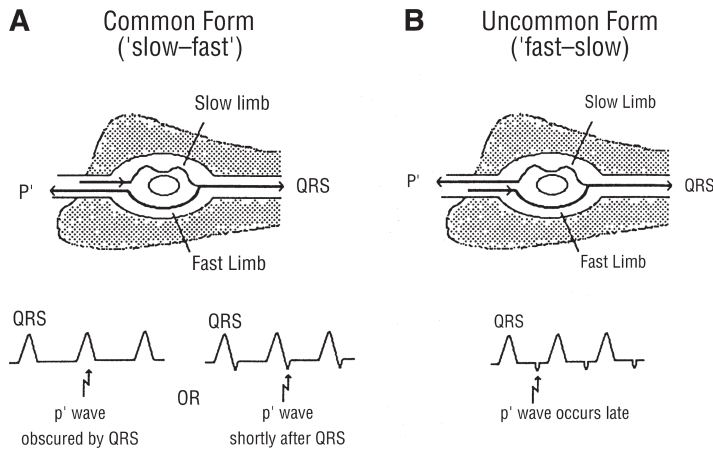 A
Common Form
('slow–fast')
Slow limb
P'
QRS
Fast Limb
QRS
p' wave
obscured by QRS
OR
QRS
p' wave
shortly after QRS
B
Uncommon Form
('fast–slow)
Slow Limb
P'
QRS
Fast Limb
QRS
p' wave occurs late